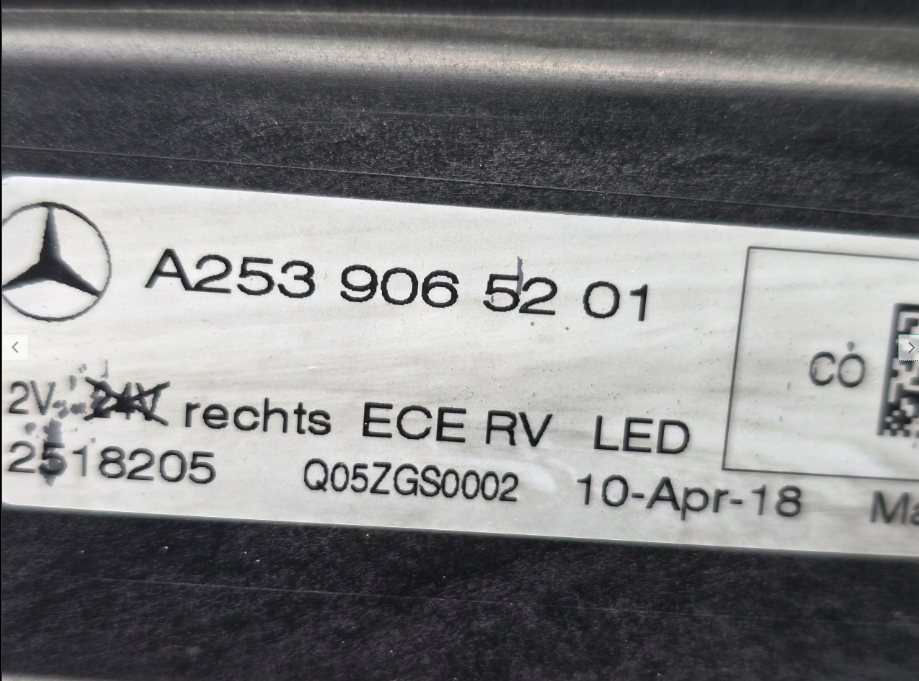 A253 906 52 01
CO
2V 24V rechts ECE RV LED
2518205 Q05ZGS0002 10-Apr-18